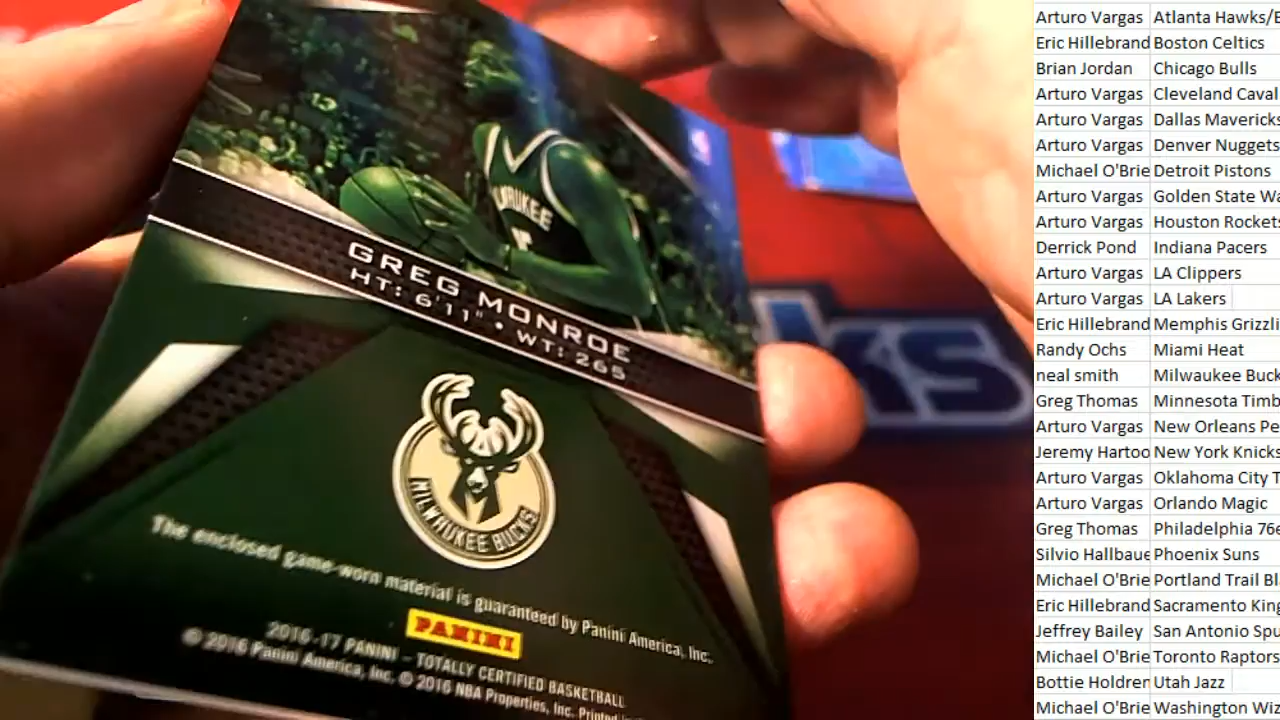 GREG MONROE
HT: 6'11" • WT: 265
MILWAUKEE BUCKS
The enclosed game-worn material is guaranteed by Panini America, Inc.
PANINI
2016-17 PANINI – TOTALLY CERTIFIED BASKETBALL
© 2016 Panini America, Inc. © 2016 NBA Properties, Inc. Printed
Arturo Vargas Atlanta Hawks/
Eric Hillebrand Boston Celtics
Brian Jordan Chicago Bulls
Arturo Vargas Cleveland Caval
Arturo Vargas Dallas Mavericks
Arturo Vargas Denver Nuggets
Michael O'Brie Detroit Pistons
Arturo Vargas Golden State Wa
Arturo Vargas Houston Rockets
Derrick Pond Indiana Pacers
Arturo Vargas LA Clippers
Arturo Vargas LA Lakers
Eric Hillebrand Memphis Grizzli
Randy Ochs Miami Heat
neal smith Milwaukee Buck
Greg Thomas Minnesota Timb
Arturo Vargas New Orleans Pe
Jeremy Hartoo New York Knicks
Arturo Vargas Oklahoma City T
Arturo Vargas Orlando Magic
Greg Thomas Philadelphia 76e
Silvio Hallbaue Phoenix Suns
Michael O'Brie Portland Trail Bl
Eric Hillebrand Sacramento King
Jeffrey Bailey San Antonio Spu
Michael O'Brie Toronto Raptors
Bottie Holdren Utah Jazz
Michael O'Brie Washington Wiz